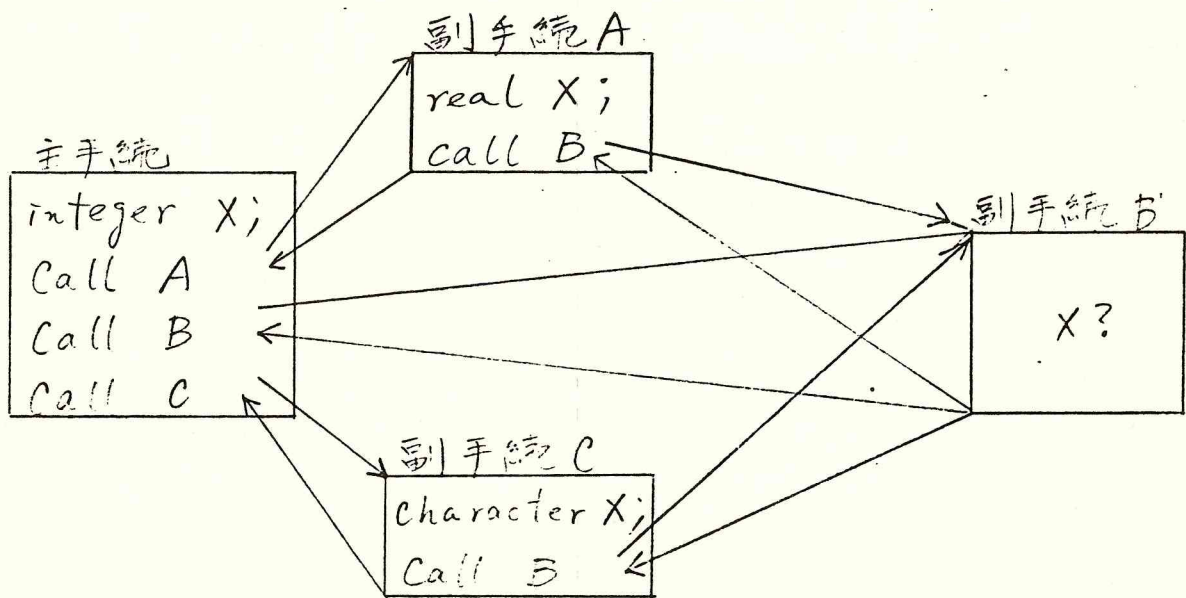 副手続A
real X;
call B
主手続
integer X;
Call A
Call B
Call C
副手続B
X?
副手続C
character X;
Call B